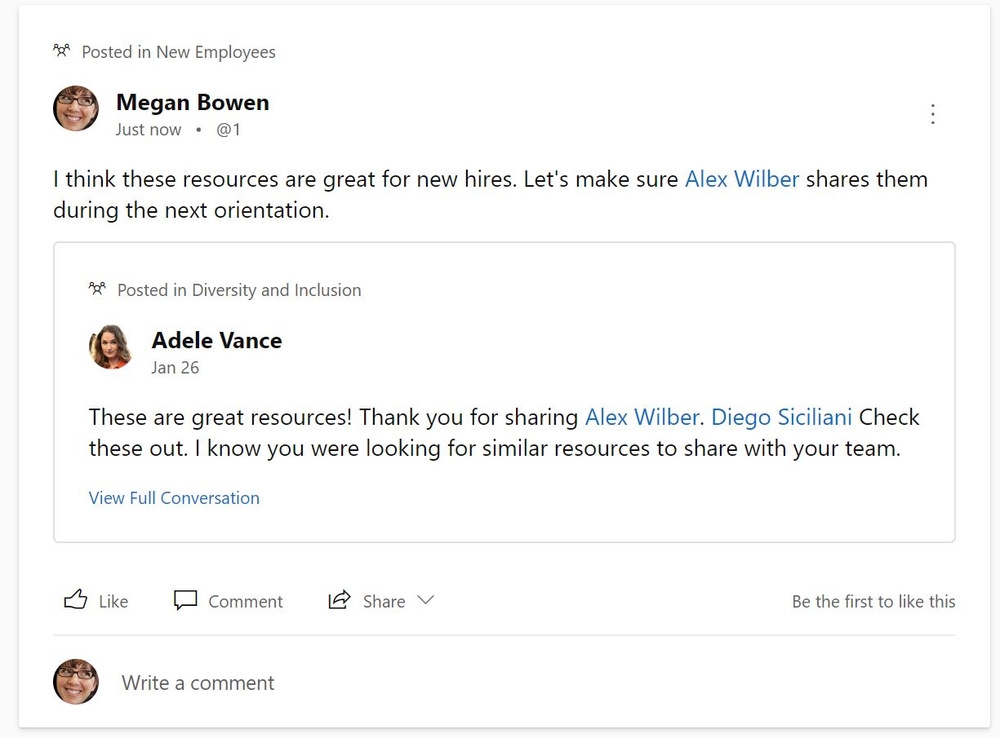 Posted in New Employees
Megan Bowen
Just now • @1
I think these resources are great for new hires. Let's make sure Alex Wilber shares them
during the next orientation.
Posted in Diversity and Inclusion
Adele Vance
Jan 26
These are great resources! Thank you for sharing Alex Wilber. Diego Siciliani Check
these out. I know you were looking for similar resources to share with your team.
View Full Conversation
Like Comment Share Be the first to like this
Write a comment